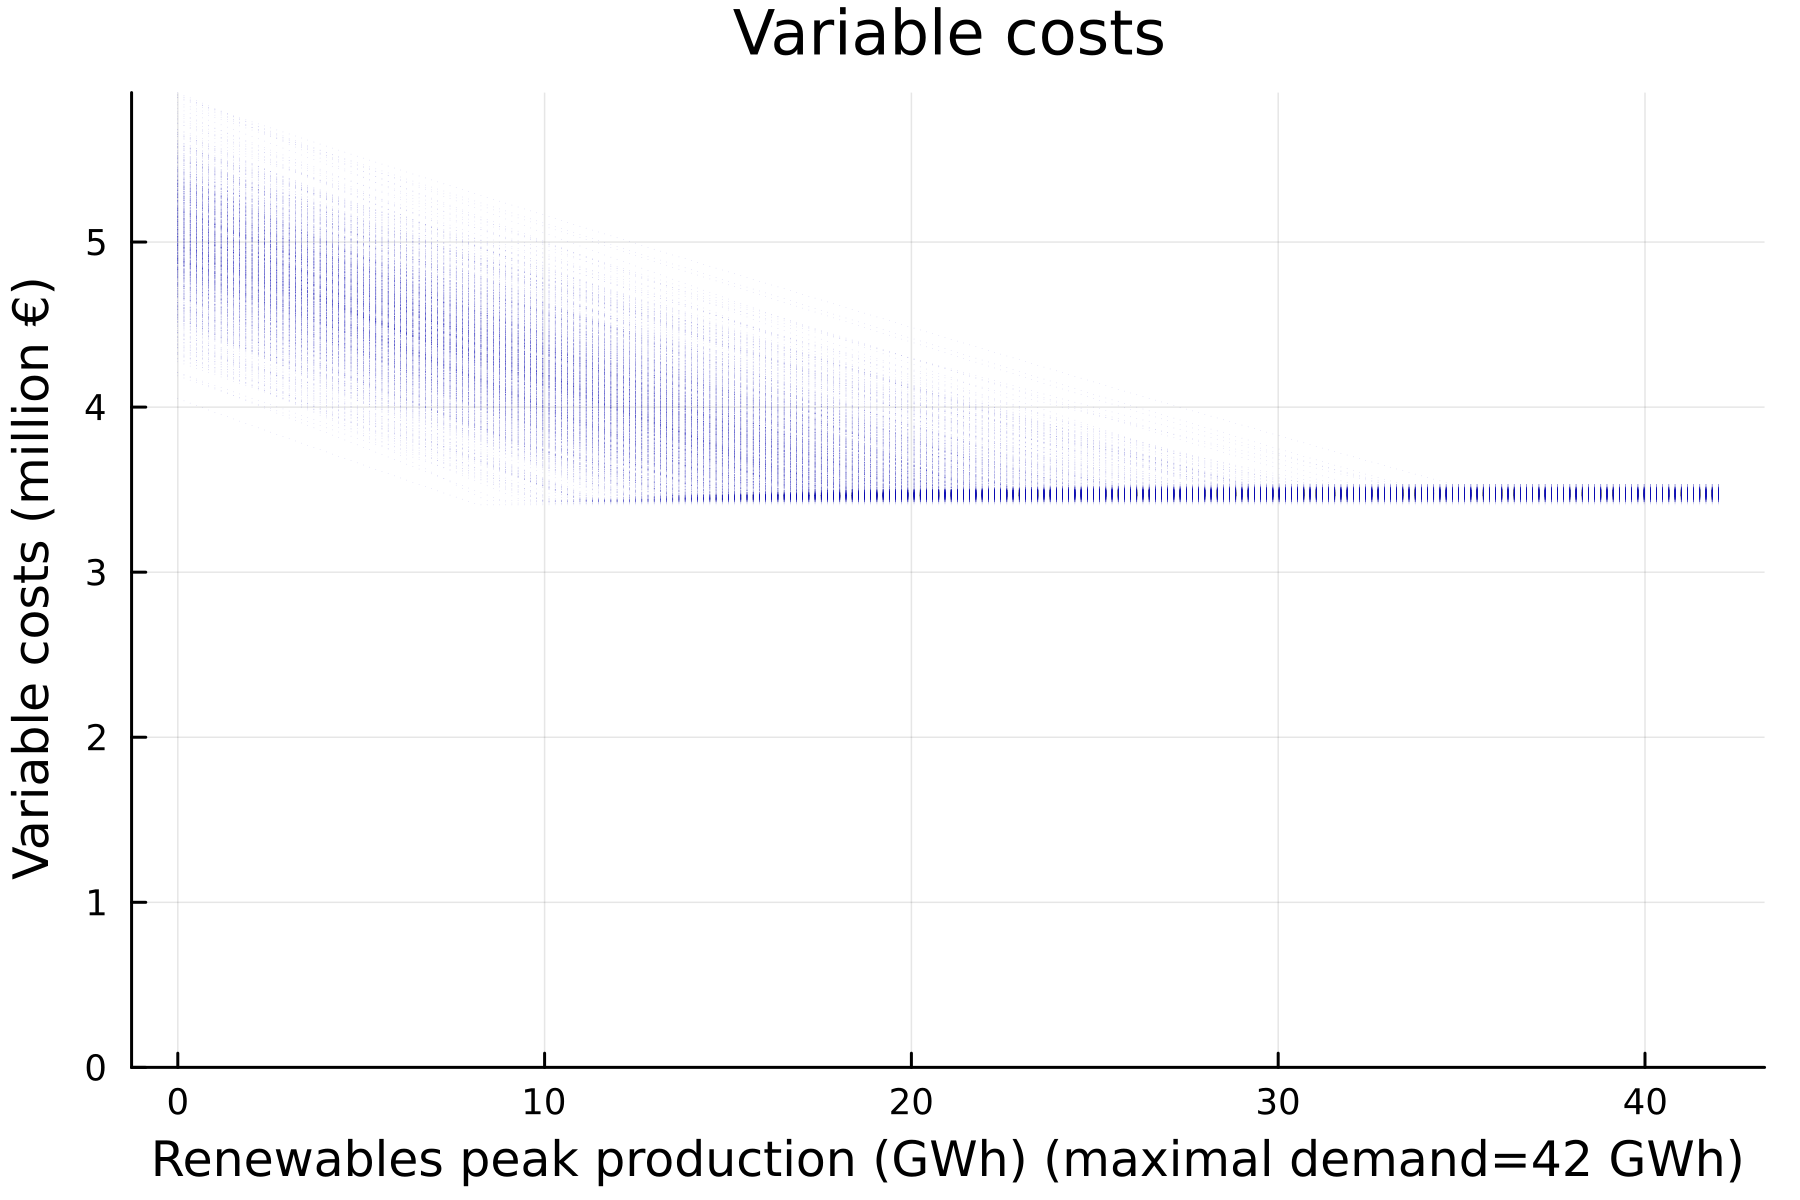 Variable costs
Variable costs (million €)
5
4
3
2
1
0
0 10 20 30 40
Renewables peak production (GWh) (maximal demand=42 GWh)